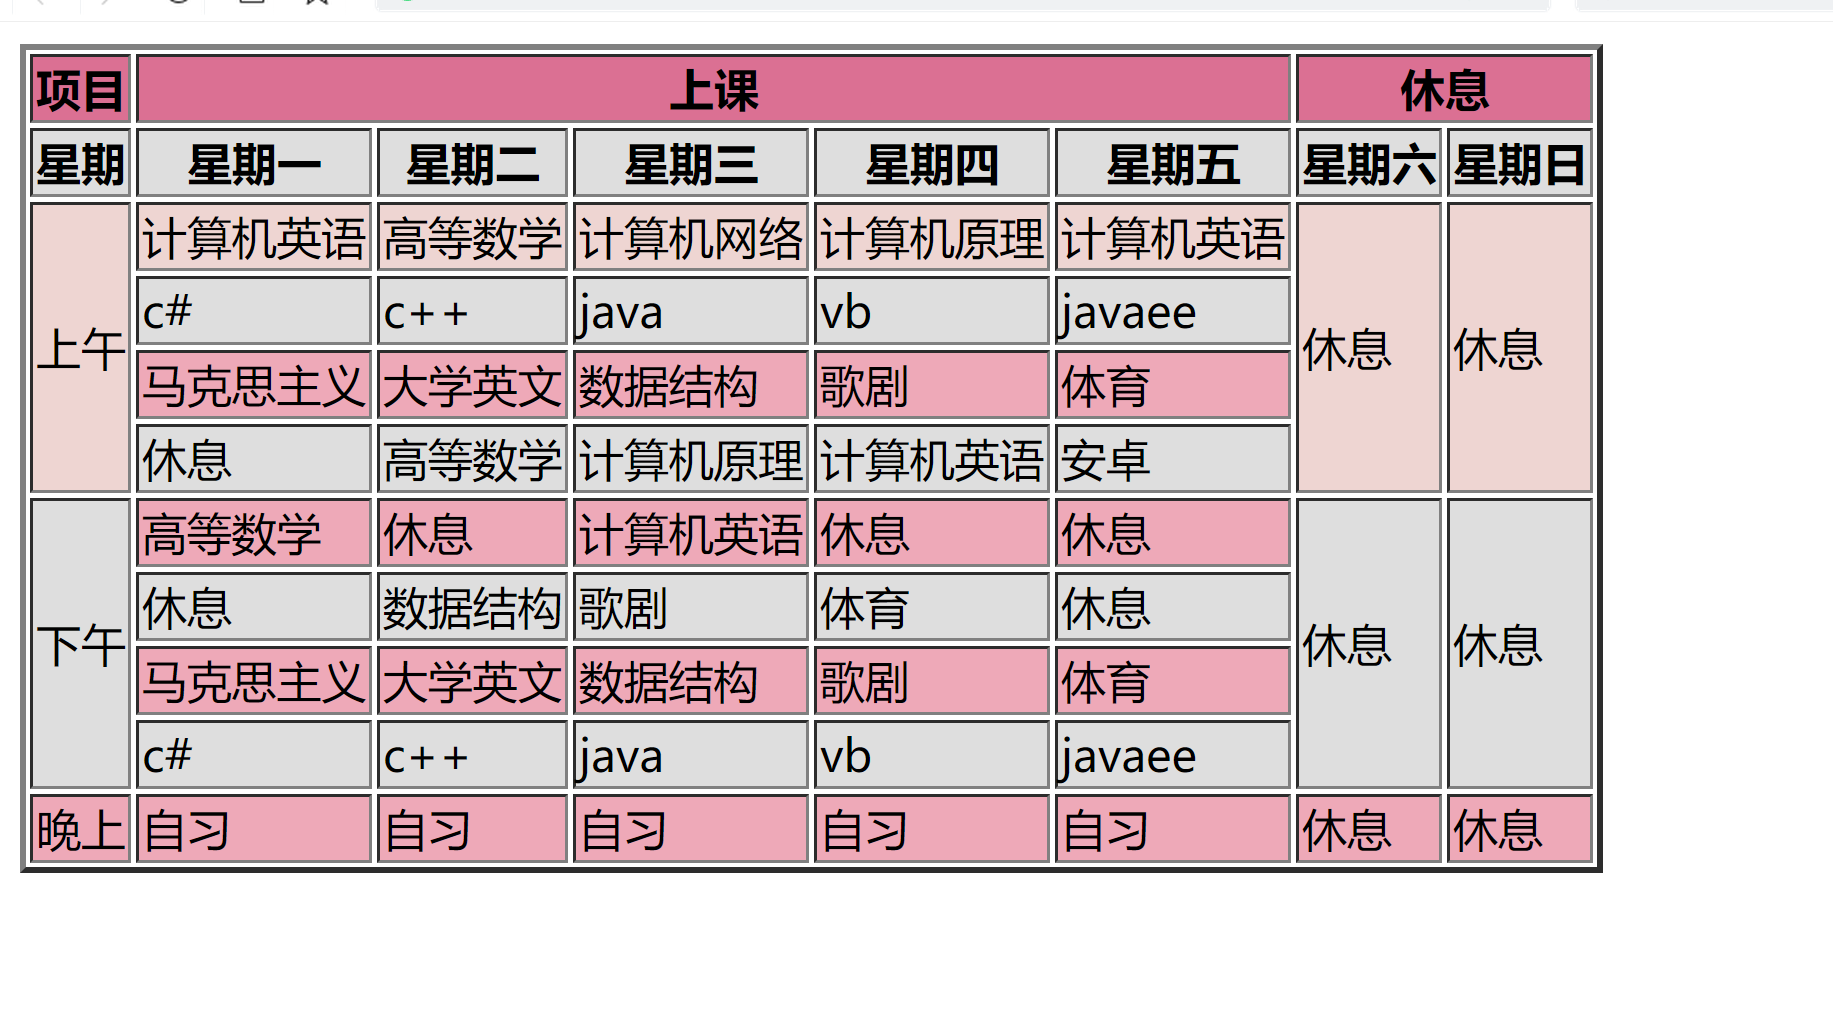 项目 上课 休息
星期 星期一 星期二 星期三 星期四 星期五 星期六 星期日
上午 计算机英语 高等数学 计算机网络 计算机原理 计算机英语 休息 休息
c# c++ java vb javaee
马克思主义 大学英文 数据结构 歌剧 体育
休息 高等数学 计算机原理 计算机英语 安卓
下午 高等数学 休息 计算机英语 休息 休息 休息 休息
休息 数据结构 歌剧 体育 休息
马克思主义 大学英文 数据结构 歌剧 体育
c# c++ java vb javaee
晚上 自习 自习 自习 自习 自习 休息 休息